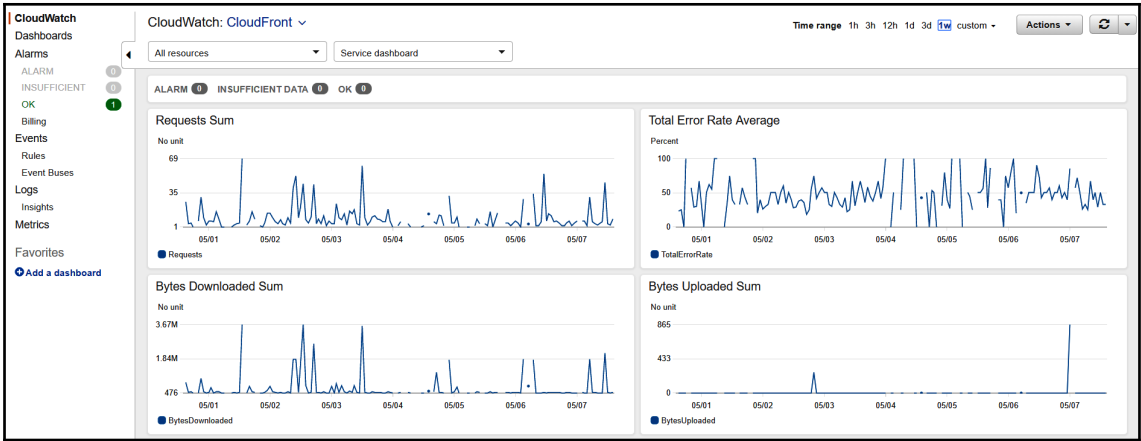 CloudWatch
Dashboards
Alarms
ALARM 0
INSUFFICIENT 0
OK 1
Billing
Events
Rules
Event Buses
Logs
Insights
Metrics
Favorites
Add a dashboard
CloudWatch: CloudFront
Time range 1h 3h 12h 1d 3d 1w custom
Actions
All resources
Service dashboard
ALARM 0 INSUFFICIENT DATA 0 OK 0
Requests Sum
No unit
69
35
1
05/01 05/02 05/03 05/04 05/05 05/06 05/07
Requests
Total Error Rate Average
Percent
100
50
0
05/01 05/02 05/03 05/04 05/05 05/06 05/07
TotalErrorRate
Bytes Downloaded Sum
No unit
3.67M
1.84M
476
05/01 05/02 05/03 05/04 05/05 05/06 05/07
BytesDownloaded
Bytes Uploaded Sum
No unit
865
433
0
05/01 05/02 05/03 05/04 05/05 05/06 05/07
BytesUploaded